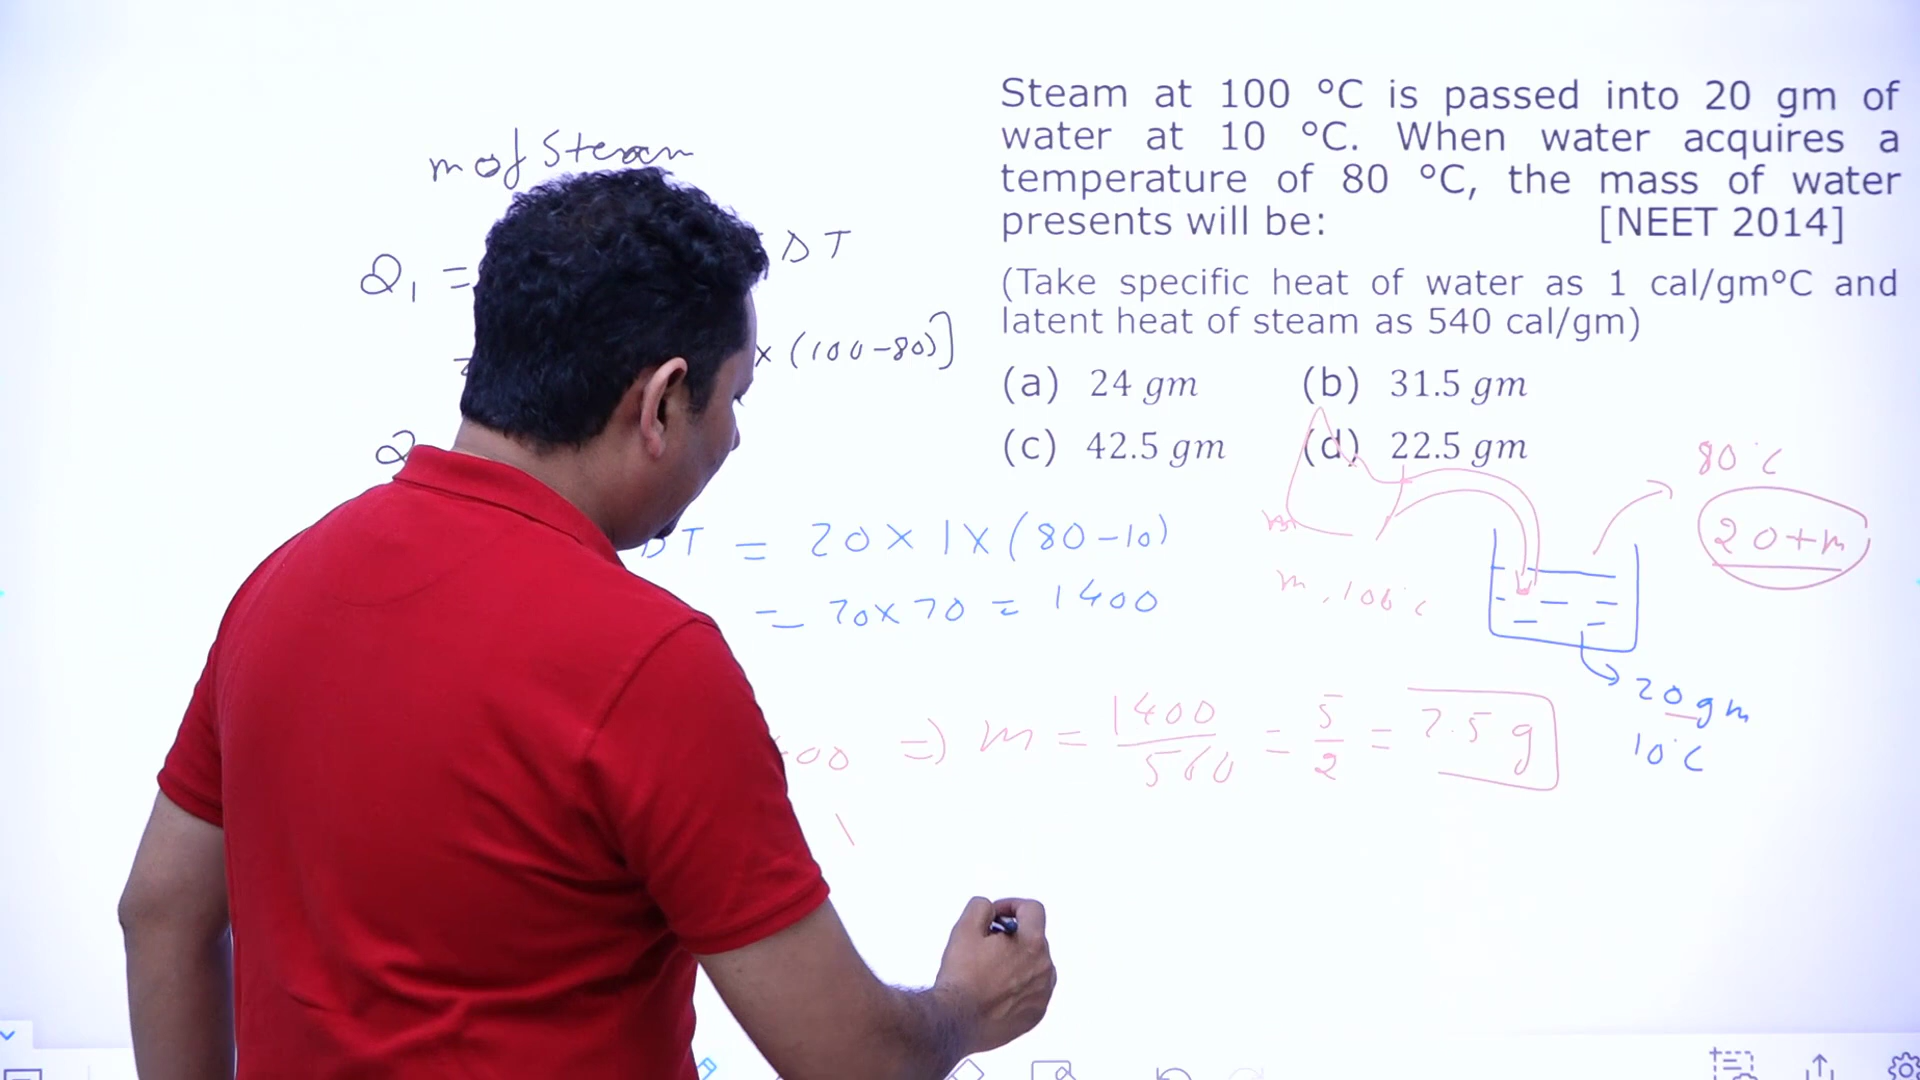 Steam at 100 °C is passed into 20 gm of
water at 10 °C. When water acquires a
temperature of 80 °C, the mass of water
presents will be: [NEET 2014]
(Take specific heat of water as 1 cal/gm°C and
latent heat of steam as 540 cal/gm)
(a) 24 gm (b) 31.5 gm
(c) 42.5 gm (d) 22.5 gm
m of Steam
Q₁ = ΔT
× (100-80)]
ΔT = 20 × 1 × (80-10)
= 20 × 70 = 1400
00 ⇒ m = 1400/560 = 5/2 = 2.5 g
80°C
20+m
m, 100°C
20gm
10°C